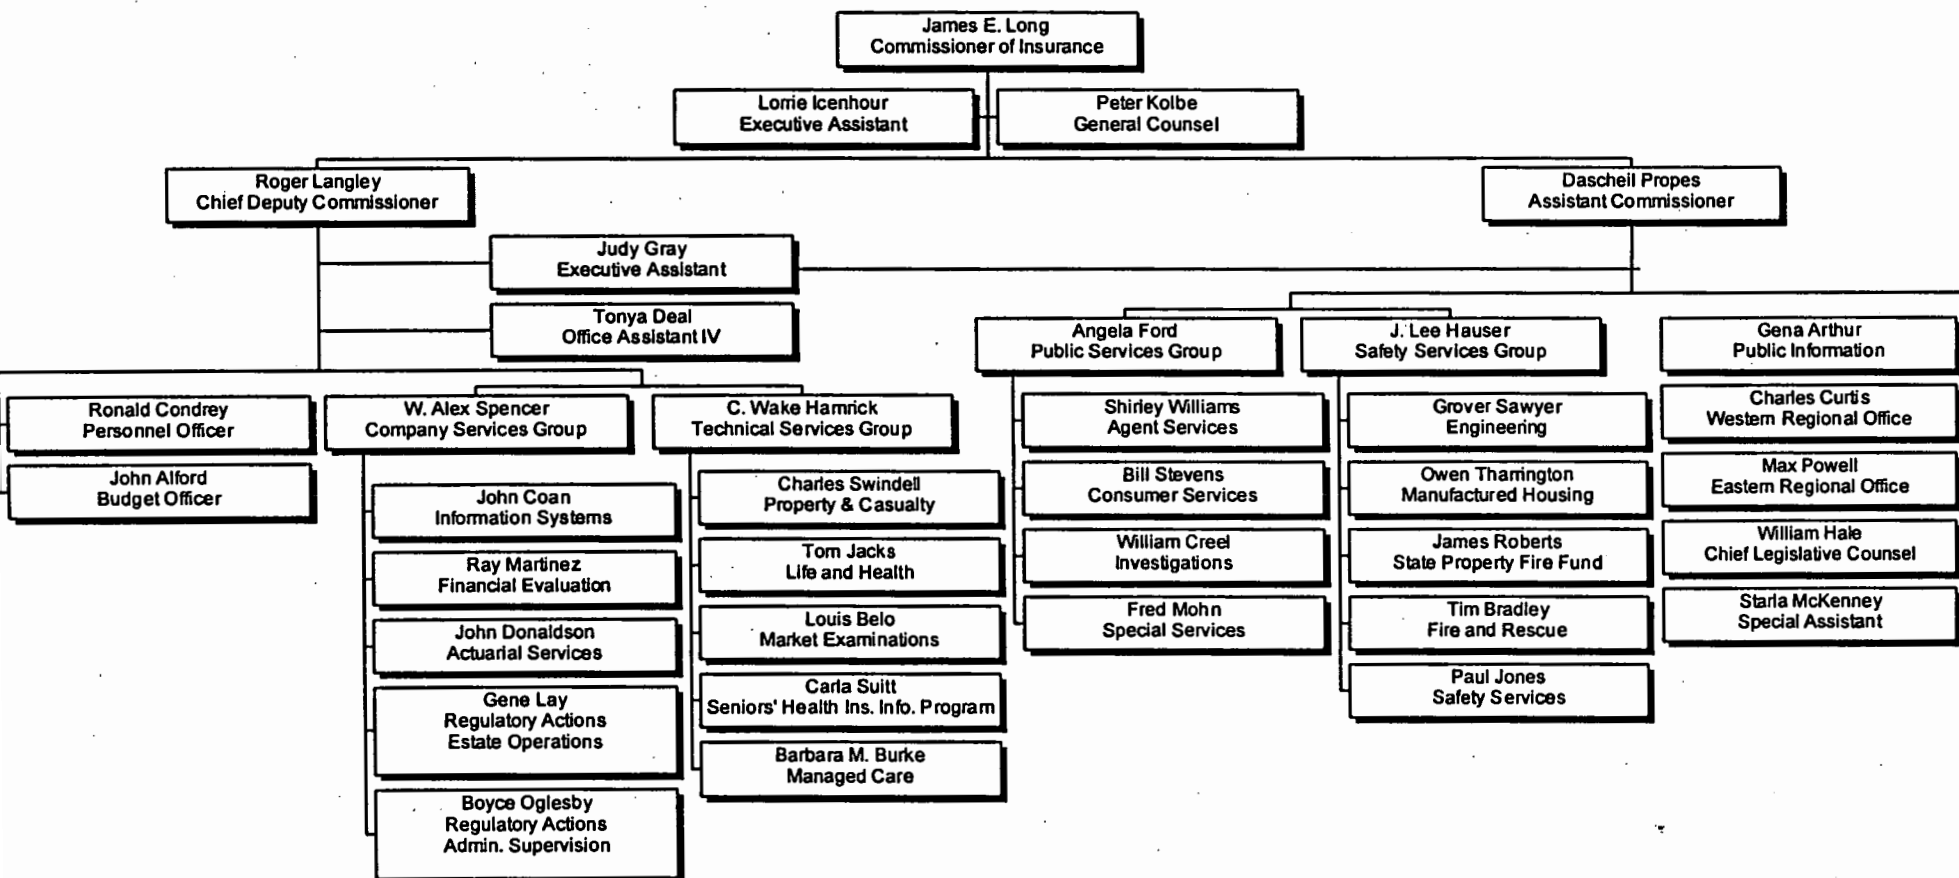 James E. Long
Commissioner of Insurance
Lorrie Icenhour
Executive Assistant
Peter Kolbe
General Counsel
Roger Langley
Chief Deputy Commissioner
Dascheil Propes
Assistant Commissioner
Judy Gray
Executive Assistant
Tonya Deal
Office Assistant IV
Ronald Condrey
Personnel Officer
John Alford
Budget Officer
W. Alex Spencer
Company Services Group
John Coan
Information Systems
Ray Martinez
Financial Evaluation
John Donaldson
Actuarial Services
Gene Lay
Regulatory Actions
Estate Operations
Boyce Oglesby
Regulatory Actions
Admin. Supervision
C. Wake Hamrick
Technical Services Group
Charles Swindell
Property & Casualty
Tom Jacks
Life and Health
Louis Belo
Market Examinations
Carla Suitt
Seniors' Health Ins. Info. Program
Barbara M. Burke
Managed Care
Angela Ford
Public Services Group
Shirley Williams
Agent Services
Bill Stevens
Consumer Services
William Creel
Investigations
Fred Mohn
Special Services
J. Lee Hauser
Safety Services Group
Grover Sawyer
Engineering
Owen Tharrington
Manufactured Housing
James Roberts
State Property Fire Fund
Tim Bradley
Fire and Rescue
Paul Jones
Safety Services
Gena Arthur
Public Information
Charles Curtis
Western Regional Office
Max Powell
Eastern Regional Office
William Hale
Chief Legislative Counsel
Starla McKenney
Special Assistant